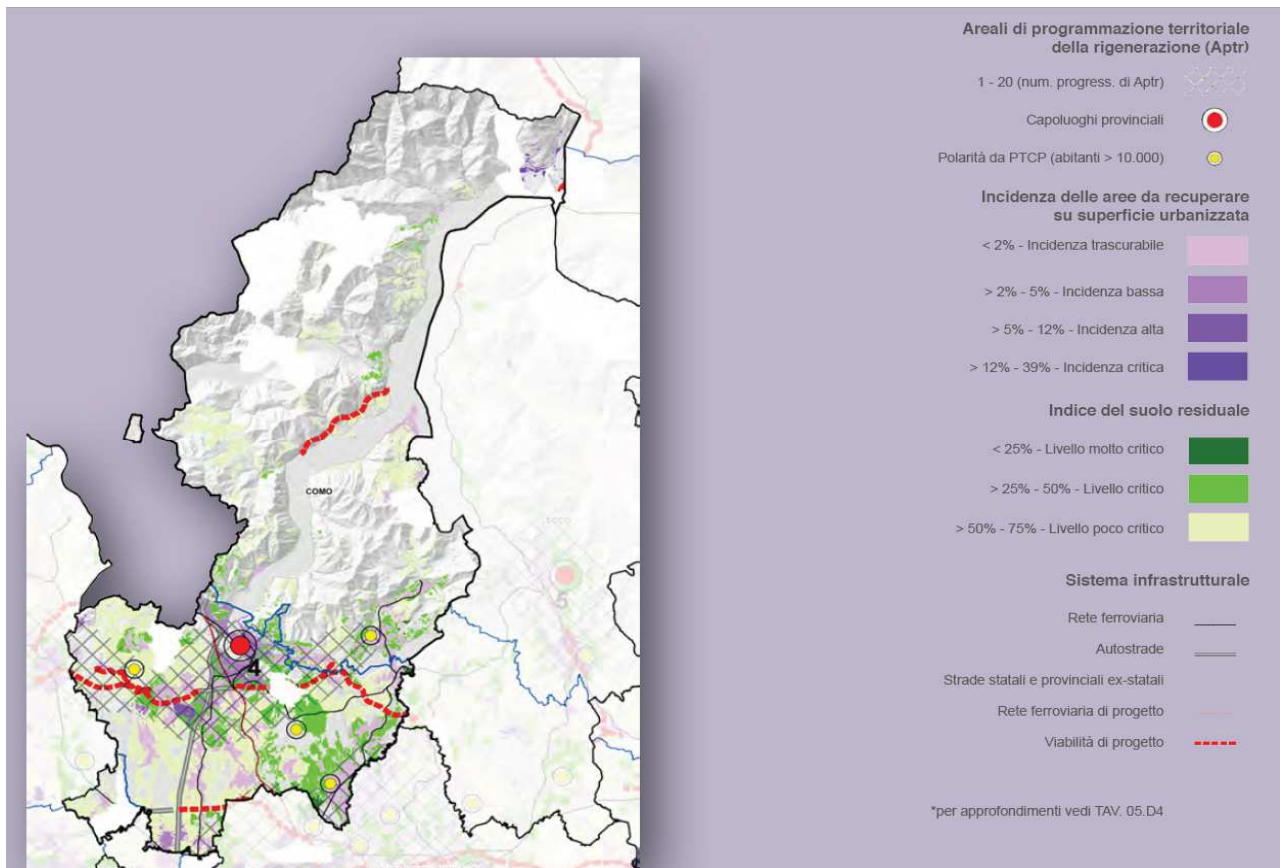 Areali di programmazione territoriale
della rigenerazione (Aptr)
1 - 20 (num. progress. di Aptr)
Capoluoghi provinciali
Polarità da PTCP (abitanti > 10.000)
Incidenza delle aree da recuperare
su superficie urbanizzata
< 2% - Incidenza trascurabile
> 2% - 5% - Incidenza bassa
> 5% - 12% - Incidenza alta
> 12% - 39% - Incidenza critica
Indice del suolo residuale
< 25% - Livello molto critico
> 25% - 50% - Livello critico
> 50% - 75% - Livello poco critico
Sistema infrastrutturale
Rete ferroviaria
Autostrade
Strade statali e provinciali ex-statali
Rete ferroviaria di progetto
Viabilità di progetto
*per approfondimenti vedi TAV. 05.D4
COMO
4
5